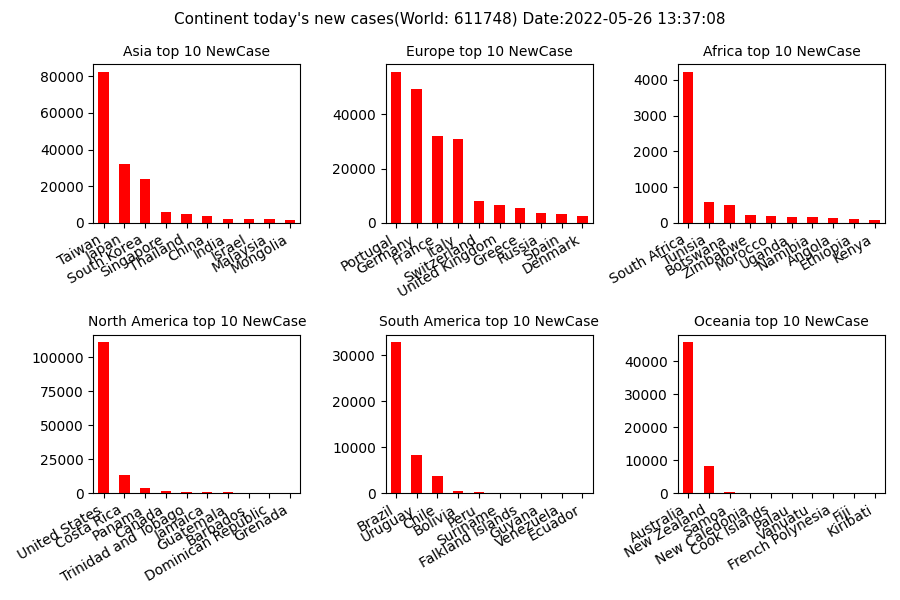 Continent today's new cases(World: 611748) Date:2022-05-26 13:37:08
Asia top 10 NewCase
80000
60000
40000
20000
0
Taiwan
Japan
South Korea
Singapore
Thailand
China
India
Israel
Malaysia
Mongolia
Europe top 10 NewCase
40000
20000
0
Portugal
Germany
France
Italy
Switzerland
United Kingdom
Greece
Russia
Spain
Denmark
Africa top 10 NewCase
4000
3000
2000
1000
0
South Africa
Tunisia
Botswana
Zimbabwe
Morocco
Uganda
Namibia
Angola
Ethiopia
Kenya
North America top 10 NewCase
100000
75000
50000
25000
0
United States
Costa Rica
Panama
Canada
Trinidad and Tobago
Jamaica
Guatemala
Barbados
Dominican Republic
Grenada
South America top 10 NewCase
30000
20000
10000
0
Brazil
Uruguay
Chile
Bolivia
Peru
Suriname
Falkland Islands
Guyana
Venezuela
Ecuador
Oceania top 10 NewCase
40000
30000
20000
10000
0
Australia
New Zealand
Samoa
New Caledonia
Cook Islands
Palau
Vanuatu
French Polynesia
Fiji
Kiribati